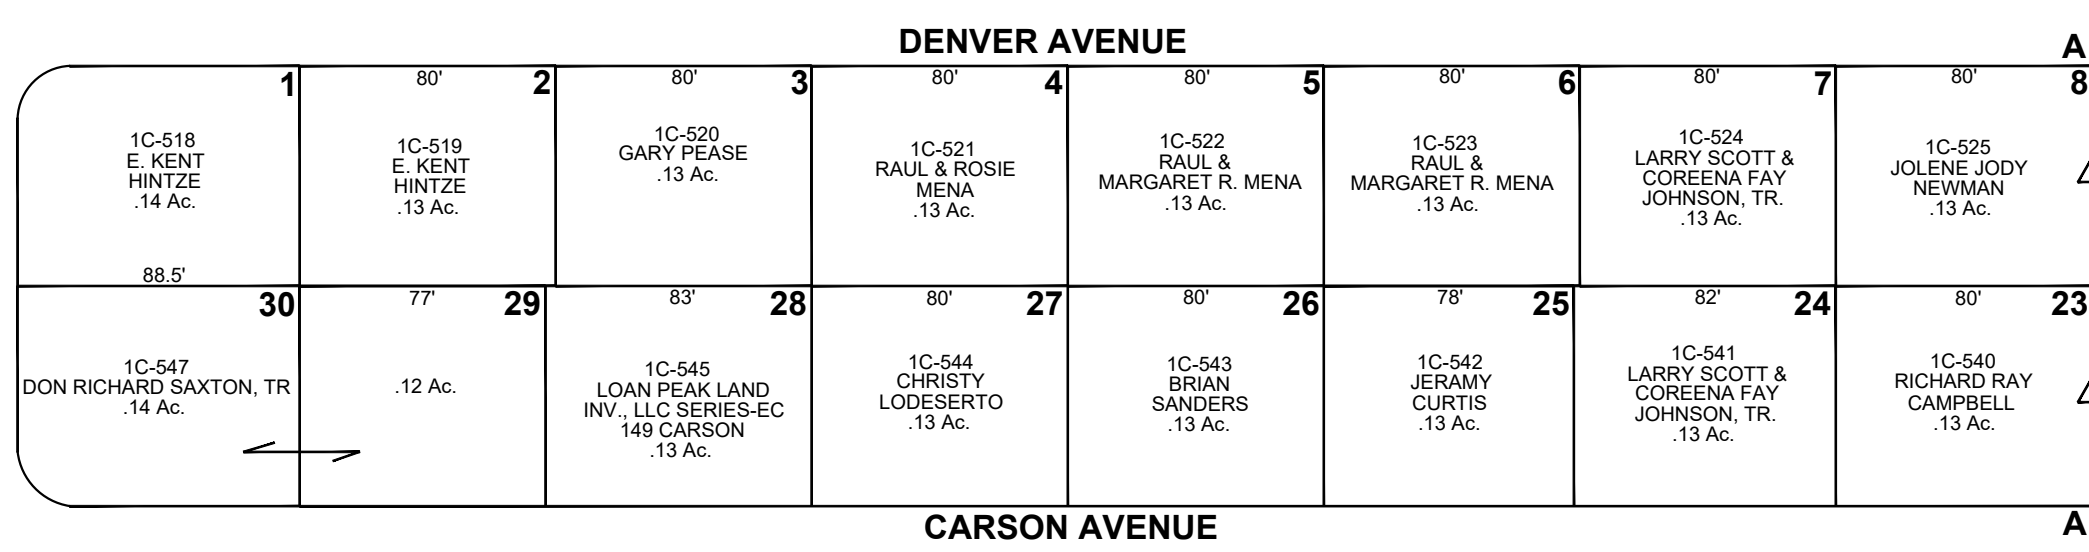 DENVER AVENUE
A
1
80'
2
80'
3
80'
4
80'
5
80'
6
80'
7
80'
8
1C-518
E. KENT
HINTZE
.14 Ac.
88.5'
1C-519
E. KENT
HINTZE
.13 Ac.
1C-520
GARY PEASE
.13 Ac.
1C-521
RAUL & ROSIE
MENA
.13 Ac.
1C-522
RAUL &
MARGARET R. MENA
.13 Ac.
1C-523
RAUL &
MARGARET R. MENA
.13 Ac.
1C-524
LARRY SCOTT &
COREENA FAY
JOHNSON, TR.
.13 Ac.
1C-525
JOLENE JODY
NEWMAN
.13 Ac.
30
77'
29
83'
28
80'
27
80'
26
78'
25
82'
24
80'
23
1C-547
DON RICHARD SAXTON, TR
.14 Ac.
.12 Ac.
1C-545
LOAN PEAK LAND
INV., LLC SERIES-EC
149 CARSON
.13 Ac.
1C-544
CHRISTY
LODESERTO
.13 Ac.
1C-543
BRIAN
SANDERS
.13 Ac.
1C-542
JERAMY
CURTIS
.13 Ac.
1C-541
LARRY SCOTT &
COREENA FAY
JOHNSON, TR.
.13 Ac.
1C-540
RICHARD RAY
CAMPBELL
.13 Ac.
CARSON AVENUE
A